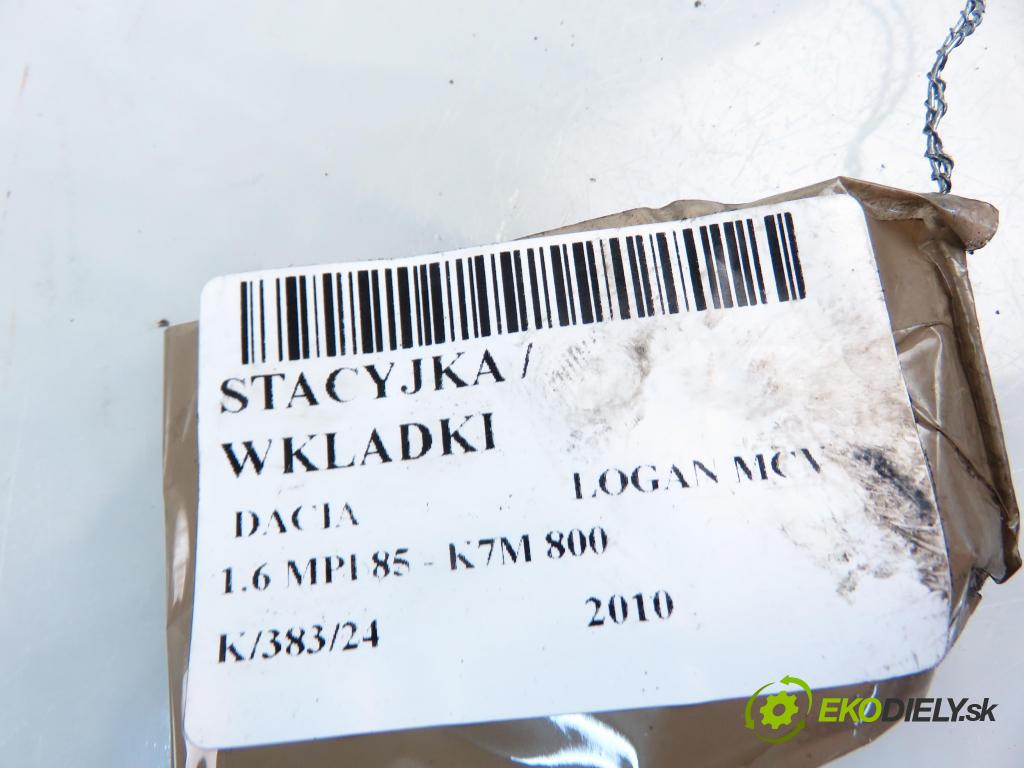 STACYJKA /
WKLADKI
DACIA LOGAN MCV
1.6 MPI 85 - K7M 800
K/383/24 2010
EKODIELY.sk